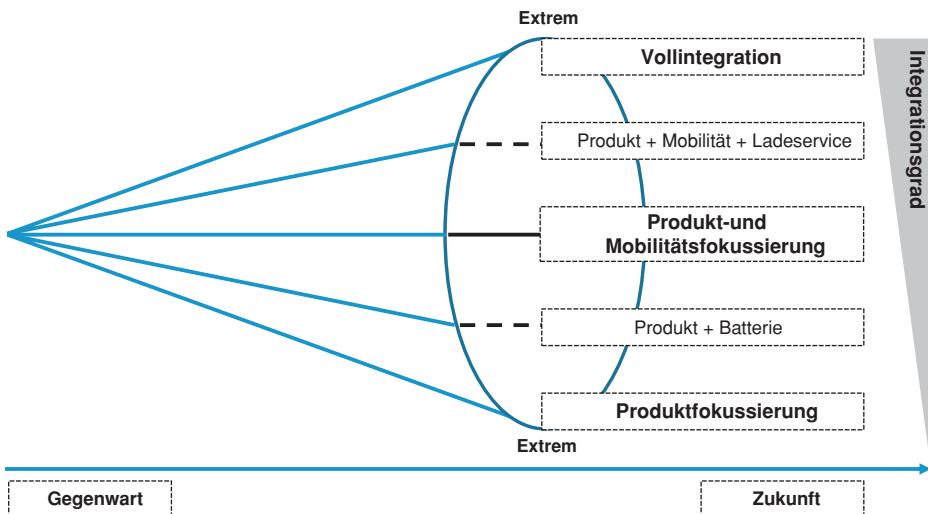 Extrem
Vollintegration
Integrationsgrad
Produkt + Mobilität + Ladeservice
Produkt-und
Mobilitätsfokussierung
Produkt + Batterie
Produktfokussierung
Extrem
Gegenwart
Zukunft